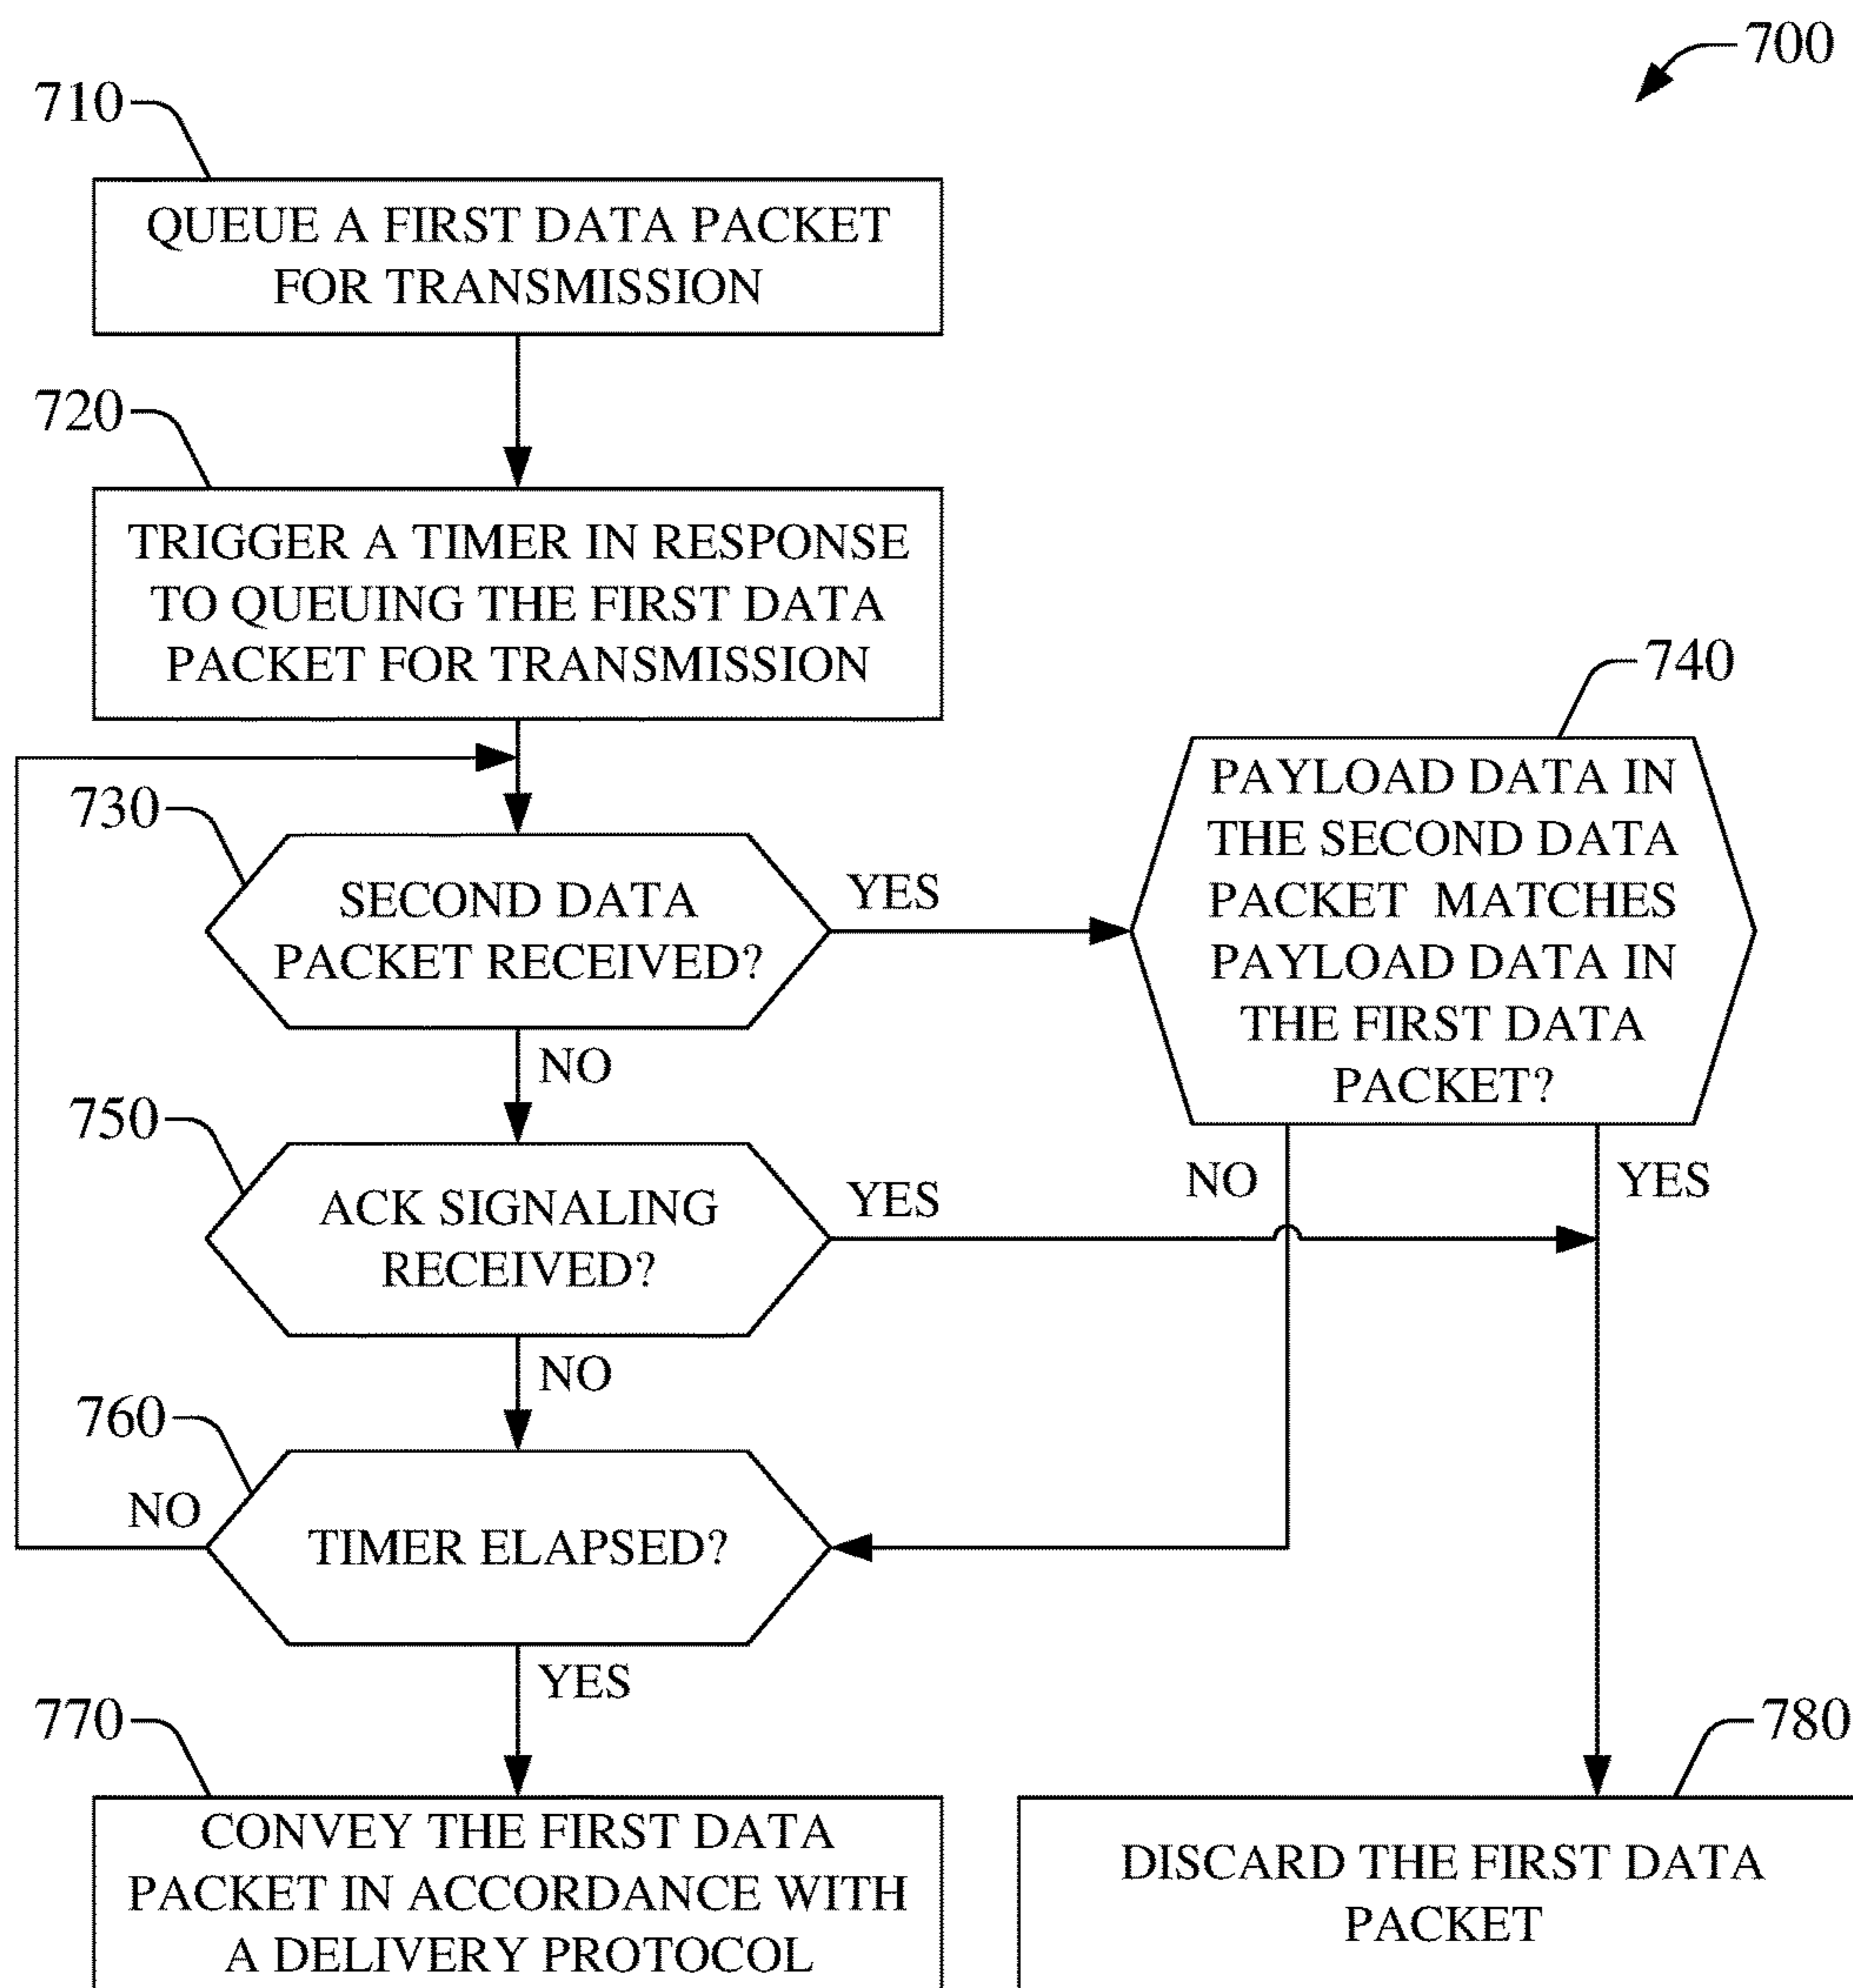 700
710
QUEUE A FIRST DATA PACKET
FOR TRANSMISSION
720
TRIGGER A TIMER IN RESPONSE
TO QUEUING THE FIRST DATA
PACKET FOR TRANSMISSION
730
SECOND DATA
PACKET RECEIVED?
YES
NO
740
PAYLOAD DATA IN
THE SECOND DATA
PACKET MATCHES
PAYLOAD DATA IN
THE FIRST DATA
PACKET?
NO
YES
750
ACK SIGNALING
RECEIVED?
YES
NO
760
TIMER ELAPSED?
NO
YES
770
CONVEY THE FIRST DATA
PACKET IN ACCORDANCE WITH
A DELIVERY PROTOCOL
780
DISCARD THE FIRST DATA
PACKET